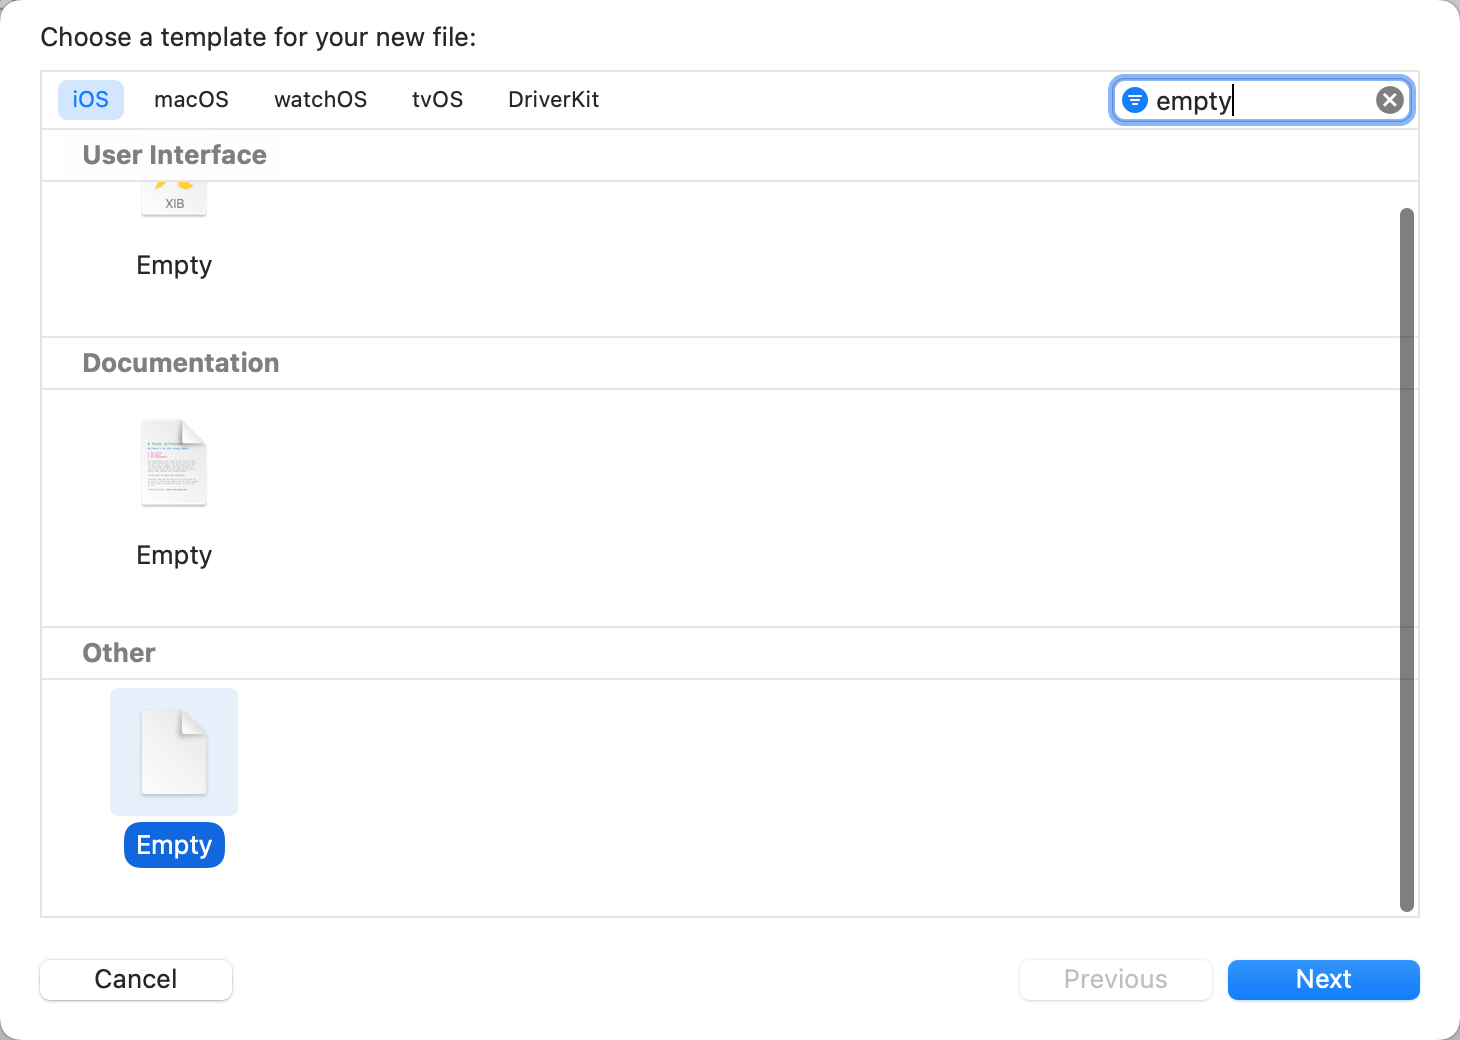 Choose a template for your new file:
iOS macOS watchOS tvOS DriverKit empty
User Interface
XIB
Empty
Documentation
Empty
Other
Empty
Cancel Previous Next